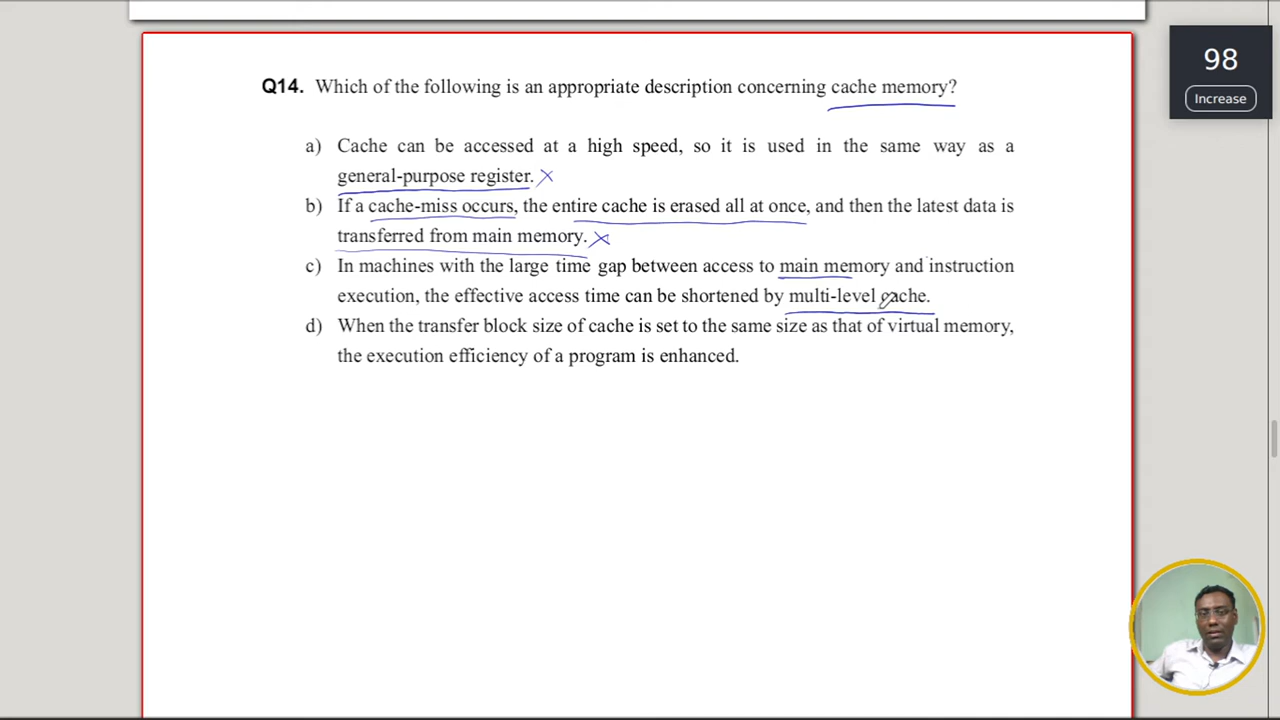 98
Increase
Q14. Which of the following is an appropriate description concerning cache memory?
a) Cache can be accessed at a high speed, so it is used in the same way as a
general-purpose register.
b) If a cache-miss occurs, the entire cache is erased all at once, and then the latest data is
transferred from main memory.
c) In machines with the large time gap between access to main memory and instruction
execution, the effective access time can be shortened by multi-level cache.
d) When the transfer block size of cache is set to the same size as that of virtual memory,
the execution efficiency of a program is enhanced.